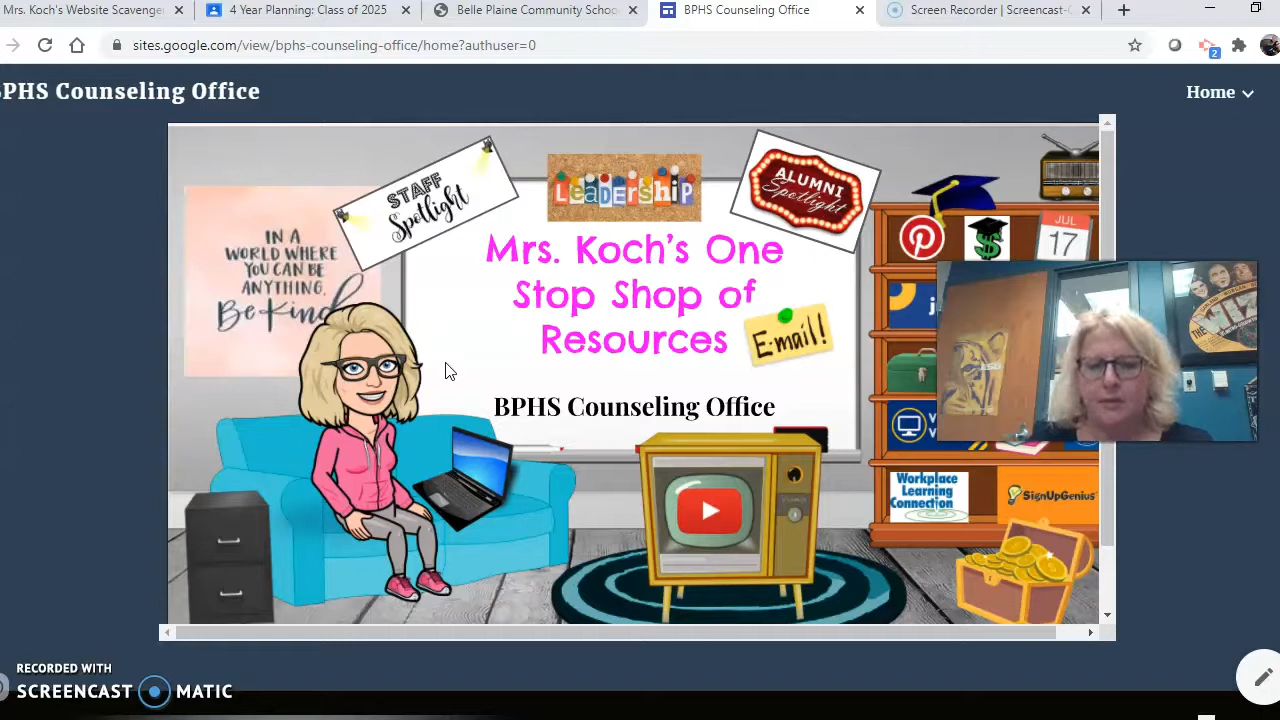 Mrs. Koch's Website Scavenge
4 Year Planning: Class of 2025
Belle Plaine Community Schoo
BPHS Counseling Office
Screen Recorder | Screencast-O
sites.google.com/view/bphs-counseling-office/home?authuser=0
2
BPHS Counseling Office
Home
STAFF
Spotlight
LeadersHiP
ALUMNI
Spotlight
JUL
17
IN A
WORLD WHERE
YOU CAN BE
ANYTHING,
Be Kind
Mrs. Koch's One
Stop Shop of
Resources
E-mail!
BPHS Counseling Office
Workplace
Learning
Connection
SignUpGenius
RECORDED WITH
SCREENCAST MATIC